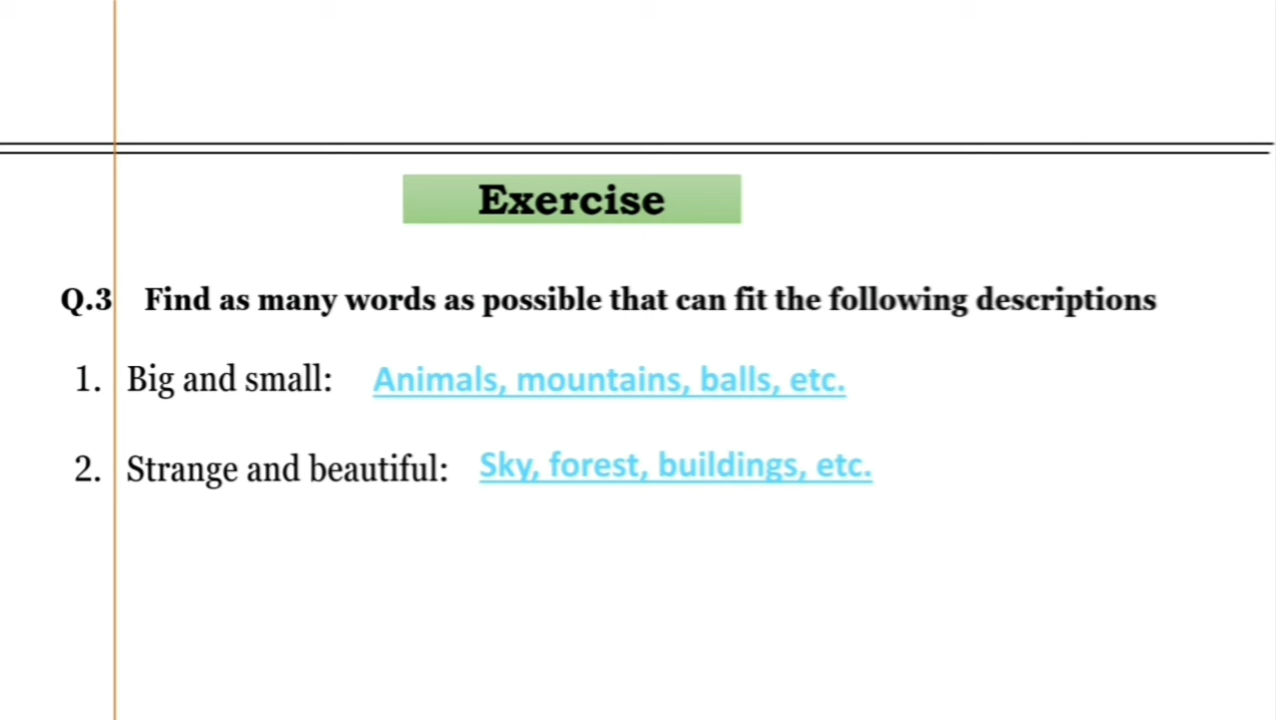 Exercise
Q.3 Find as many words as possible that can fit the following descriptions
1. Big and small: Animals, mountains, balls, etc.
2. Strange and beautiful: Sky, forest, buildings, etc.